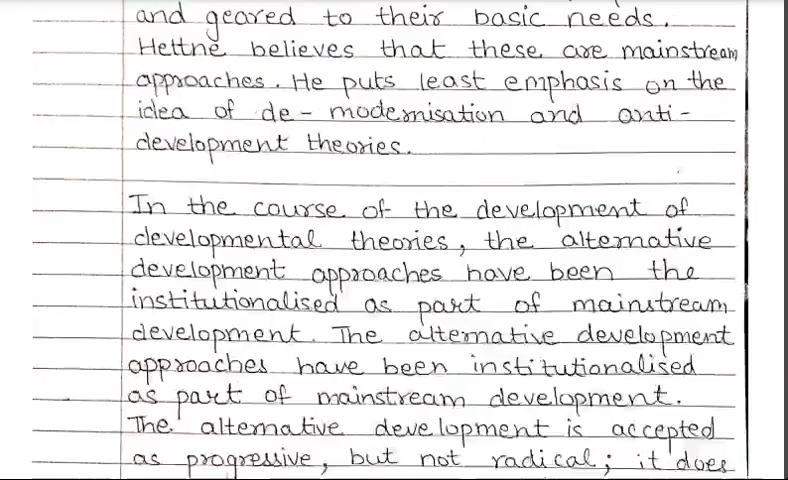 and geared to their basic needs.
Hettne believes that these are mainstream
approaches. He puts least emphasis on the
idea of de - modernisation and anti -
development theories.
In the course of the development of
developmental theories, the alternative
development approaches have been the
institutionalised as part of mainstream
development. The alternative development
approaches have been institutionalised
as part of mainstream development.
The alternative development is accepted
as progressive, but not radical; it does